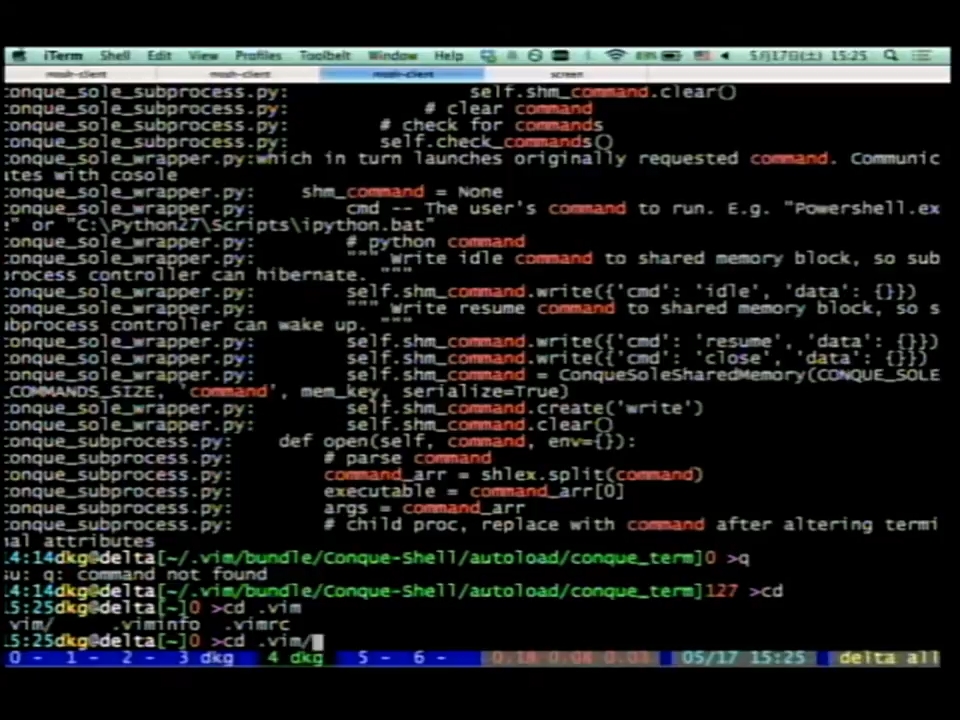 iTerm Shell Edit View Profiles Toolbelt Window Help 5月17日(土) 15:25
mosh-client mosh-client mosh-client screen
conque_sole_subprocess.py: self.shm_command.clear()
conque_sole_subprocess.py: # clear command
conque_sole_subprocess.py: # check for commands
conque_sole_subprocess.py: self.check_commands()
conque_sole_wrapper.py:which in turn launches originally requested command. Communic
ates with cosole
conque_sole_wrapper.py: shm_command = None
conque_sole_wrapper.py: cmd -- The user's command to run. E.g. "Powershell.ex
e" or "C:\Python27\Scripts\ipython.bat"
conque_sole_wrapper.py: # python command
conque_sole_wrapper.py: """ Write idle command to shared memory block, so sub
process controller can hibernate. """
conque_sole_wrapper.py: self.shm_command.write({'cmd': 'idle', 'data': {}})
conque_sole_wrapper.py: """ Write resume command to shared memory block, so s
ubprocess controller can wake up. """
conque_sole_wrapper.py: self.shm_command.write({'cmd': 'resume', 'data': {}})
conque_sole_wrapper.py: self.shm_command.write({'cmd': 'close', 'data': {}})
conque_sole_wrapper.py: self.shm_command = ConqueSoleSharedMemory(CONQUE_SOLE
_COMMANDS_SIZE, 'command', mem_key, serialize=True)
conque_sole_wrapper.py: self.shm_command.create('write')
conque_sole_wrapper.py: self.shm_command.clear()
conque_subprocess.py: def open(self, command, env={}):
conque_subprocess.py: # parse command
conque_subprocess.py: command_arr = shlex.split(command)
conque_subprocess.py: executable = command_arr[0]
conque_subprocess.py: args = command_arr
conque_subprocess.py: # child proc, replace with command after altering termi
nal attributes
14:14dkg@delta[~/.vim/bundle/Conque-Shell/autoload/conque_term]0 >q
su: q: command not found
14:14dkg@delta[~/.vim/bundle/Conque-Shell/autoload/conque_term]127 >cd
15:25dkg@delta[~]0 >cd .vim
.vim/ .viminfo .vimrc
15:25dkg@delta[~]0 >cd .vim/
0 - 1 - 2 - 3 dkg 4 dkg 5 - 6 - 0.18 0.08 0.03 05/17 15:25 delta all